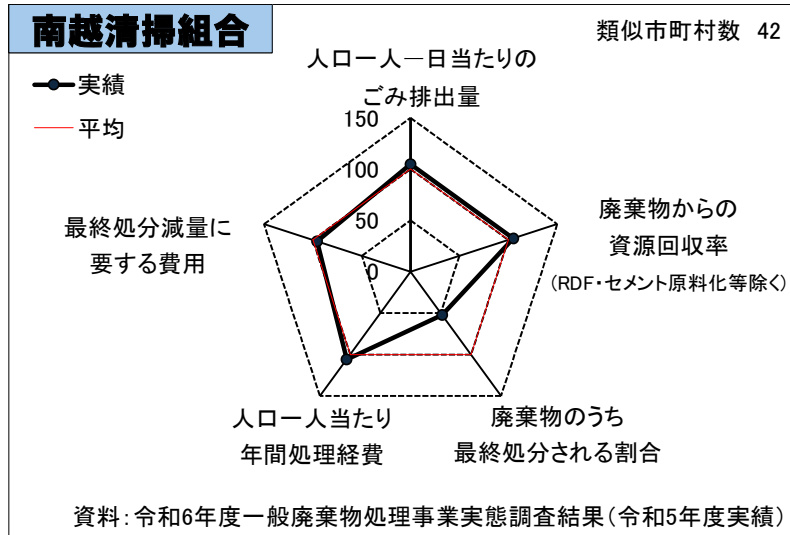 南越清掃組合
類似市町村数 42
実績
平均
人口一人一日当たりの
ごみ排出量
150
100
50
0
廃棄物からの
資源回収率
(RDF・セメント原料化等除く)
最終処分減量に
要する費用
人口一人当たり
年間処理経費
廃棄物のうち
最終処分される割合
資料:令和6年度一般廃棄物処理事業実態調査結果(令和5年度実績)